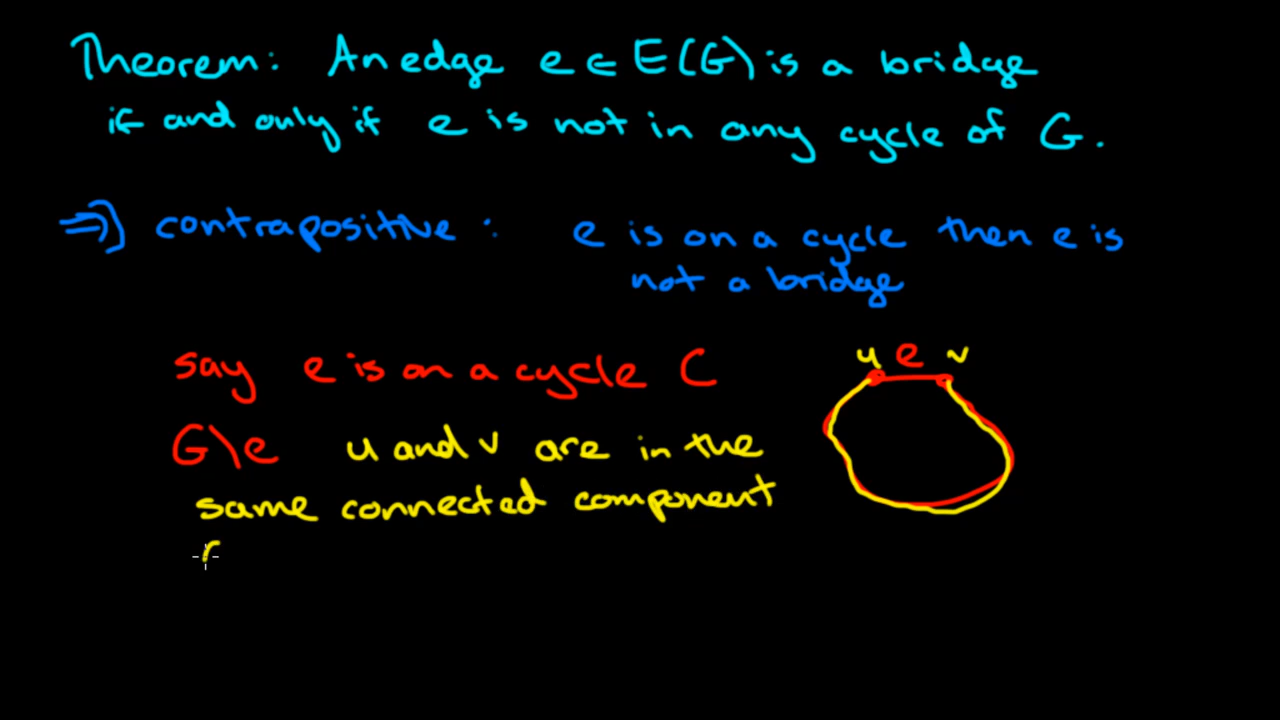 Theorem: An edge e ∈ E(G) is a bridge
if and only if e is not in any cycle of G.
⇒) contrapositive: e is on a cycle then e is
not a bridge
say e is on a cycle C
u e v
G\e u and v are in the
same connected component